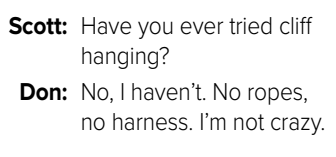 Scott: Have you ever tried cliff
hanging?
Don: No, I haven't. No ropes,
no harness. I'm not crazy.